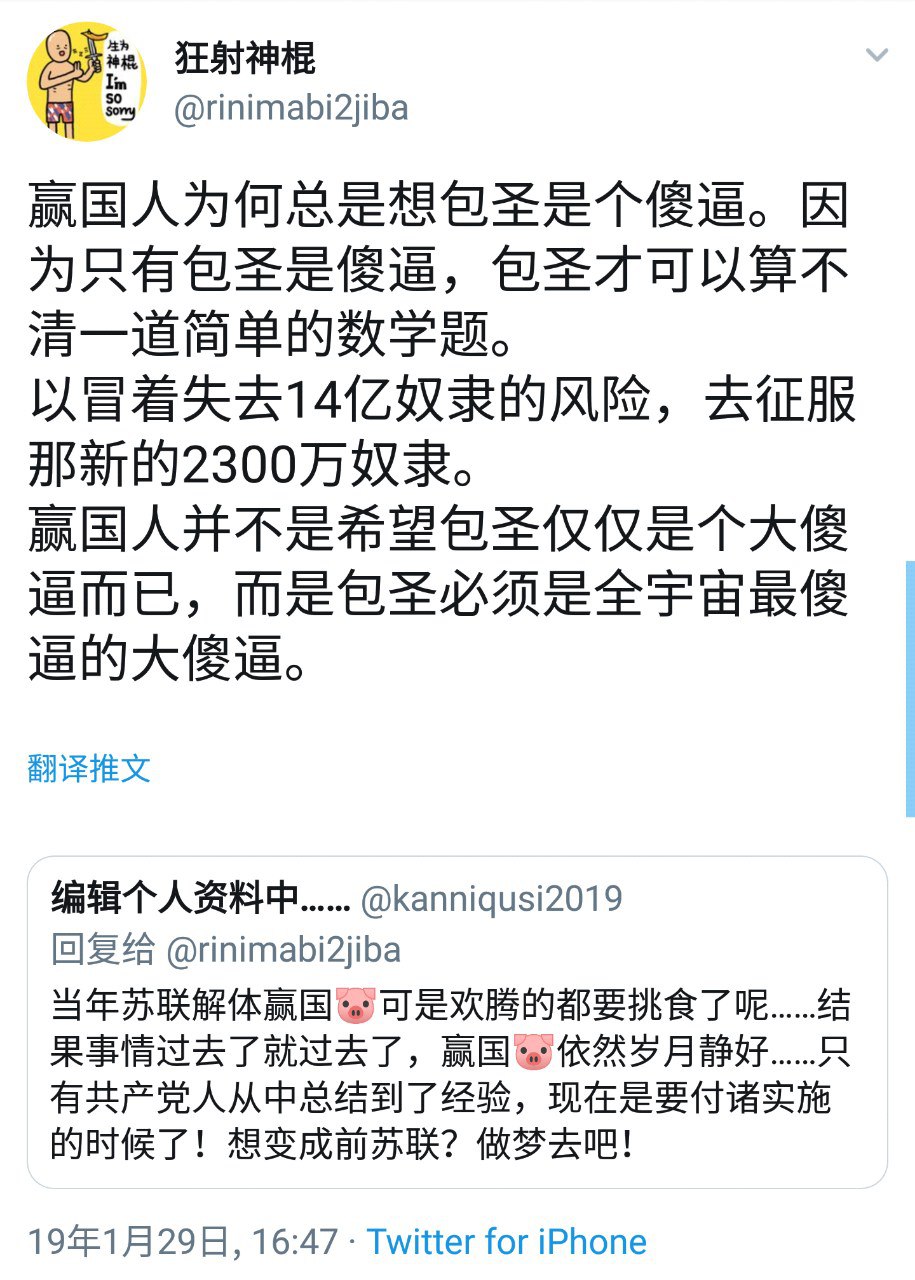 生为
神棍
I'm
so
sorry
狂射神棍
@rinimabi2jiba
赢国人为何总是想包圣是个傻逼。因
为只有包圣是傻逼，包圣才可以算不
清一道简单的数学题。
以冒着失去14亿奴隶的风险，去征服
那新的2300万奴隶。
赢国人并不是希望包圣仅仅是个大傻
逼而已，而是包圣必须是全宇宙最傻
逼的大傻逼。
翻译推文
编辑个人资料中…… @kanniqusi2019
回复给 @rinimabi2jiba
当年苏联解体赢国🐷可是欢腾的都要挑食了呢……结
果事情过去了就过去了，赢国🐷依然岁月静好……只
有共产党人从中总结到了经验，现在是要付诸实施
的时候了！想变成前苏联？做梦去吧！
19年1月29日, 16:47 · Twitter for iPhone